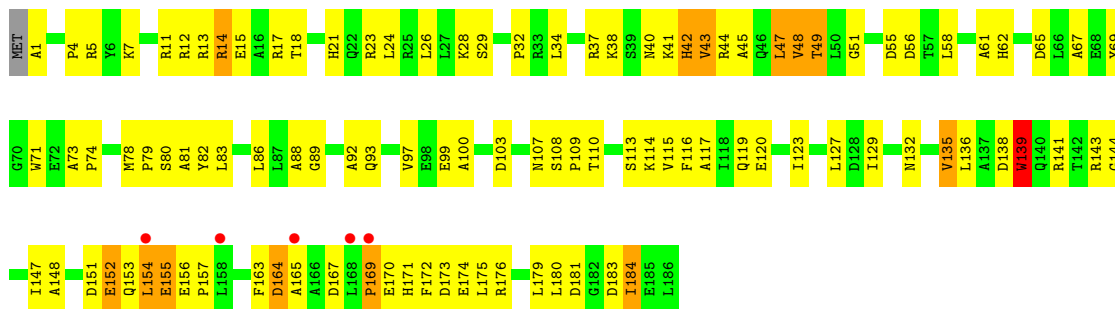 MET A1 P4 R5 Y6 K7 R11 R12 R13 R14 E15 A16 R17 T18 H21 Q22 R23 L24 R25 L26 L27 K28 S29 P32 R33 L34 R37 K38 S39 N40 K41 H42 V43 R44 A45 Q46 L47 V48 T49 L50 G51 D55 D56 T57 L58 A61 H62 D65 L66 A67 E68
G70 W71 E72 A73 P74 M78 P79 S80 A81 Y82 L83 L86 L87 A88 G89 A92 Q93 V97 E98 E99 A100 D103 N107 S108 P109 T110 S113 K114 V115 F116 A117 I118 Q119 E120 I123 L127 D128 I129 N132 V135 L136 A137 D138 W139 Q140 R141 T142 R143
I147 A148 D151 E152 Q153 L154 E155 E156 P157 L158 F163 D164 A165 A166 D167 L168 P169 E170 H171 F172 D173 E174 L175 R176 L179 L180 D181 G182 D183 I184 E185 L186